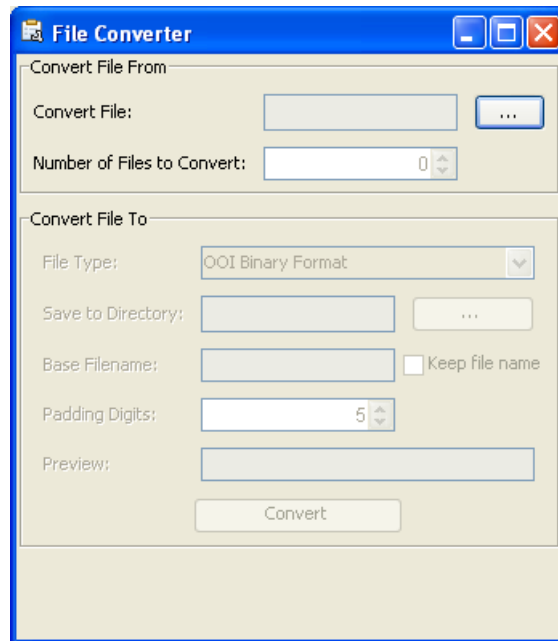 File Converter
Convert File From
Convert File:
...
Number of Files to Convert:
0
Convert File To
File Type:
OOI Binary Format
Save to Directory:
...
Base Filename:
Keep file name
Padding Digits:
5
Preview:
Convert